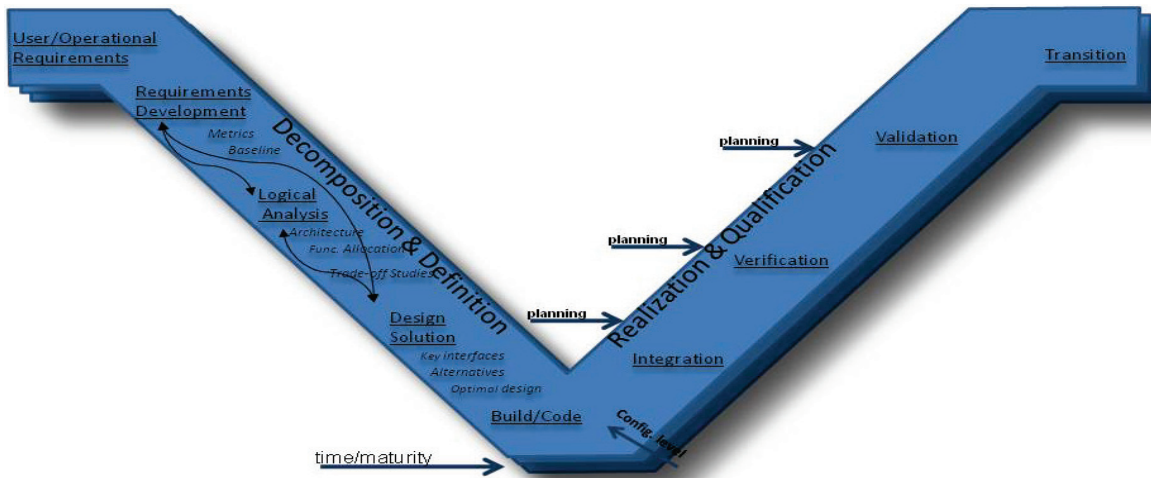 User/Operational
Requirements
Requirements
Development
Metrics
Baseline
Logical
Analysis
Architecture
Func. Allocation
Trade-off Studies
Design
Solution
Key interfaces
Alternatives
Optimal design
Build/Code
Decomposition & Definition
time/maturity
Config. level
Integration
Verification
Validation
Transition
Realization & Qualification
planning
planning
planning